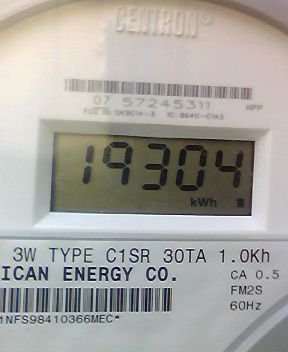 CENTRON®
07 57245311 HPP
19304
kWh
3W TYPE C1SR 30TA 1.0Kh
ICAN ENERGY CO.
CA 0.5
FM2S
60Hz
1NFS98410366MEC*